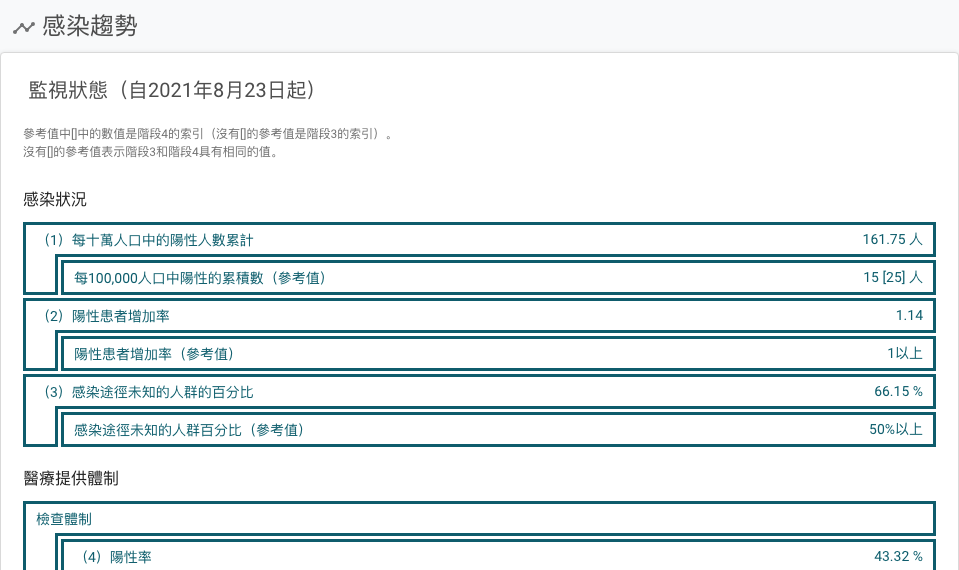 感染趨勢
監視狀態（自2021年8月23日起）
參考值中[]中的數值是階段4的索引（沒有[]的參考值是階段3的索引）。
沒有[]的參考值表示階段3和階段4具有相同的值。
感染狀況
（1）每十萬人口中的陽性人數累計 161.75 人
每100,000人口中陽性的累積數（參考值） 15 [25] 人
（2）陽性患者增加率 1.14
陽性患者增加率（參考值） 1以上
（3）感染途徑未知的人群的百分比 66.15 %
感染途徑未知的人群百分比（參考值） 50%以上
醫療提供體制
檢查體制
（4）陽性率 43.32 %